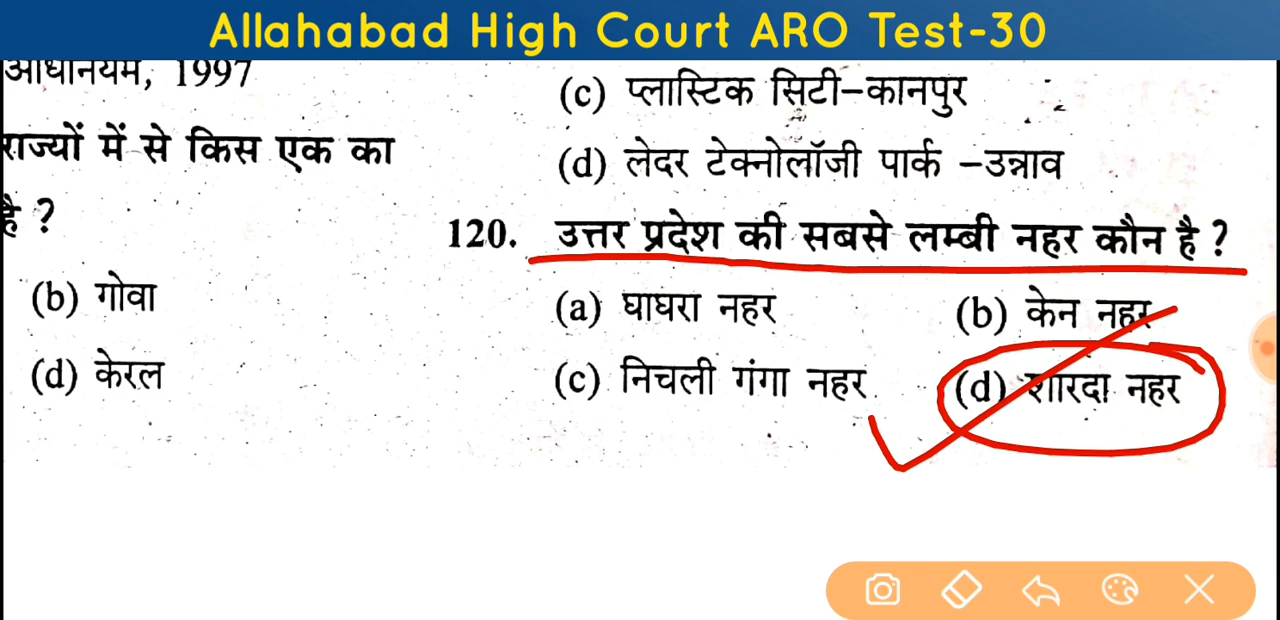 Allahabad High Court ARO Test-30
अधिनियम, 1997
राज्यों में से किस एक का
है ?
(b) गोवा
(d) केरल
(c) प्लास्टिक सिटी–कानपुर
(d) लेदर टेक्नोलॉजी पार्क –उन्नाव
120. उत्तर प्रदेश की सबसे लम्बी नहर कौन है ?
(a) घाघरा नहर (b) केन नहर
(c) निचली गंगा नहर (d) शारदा नहर